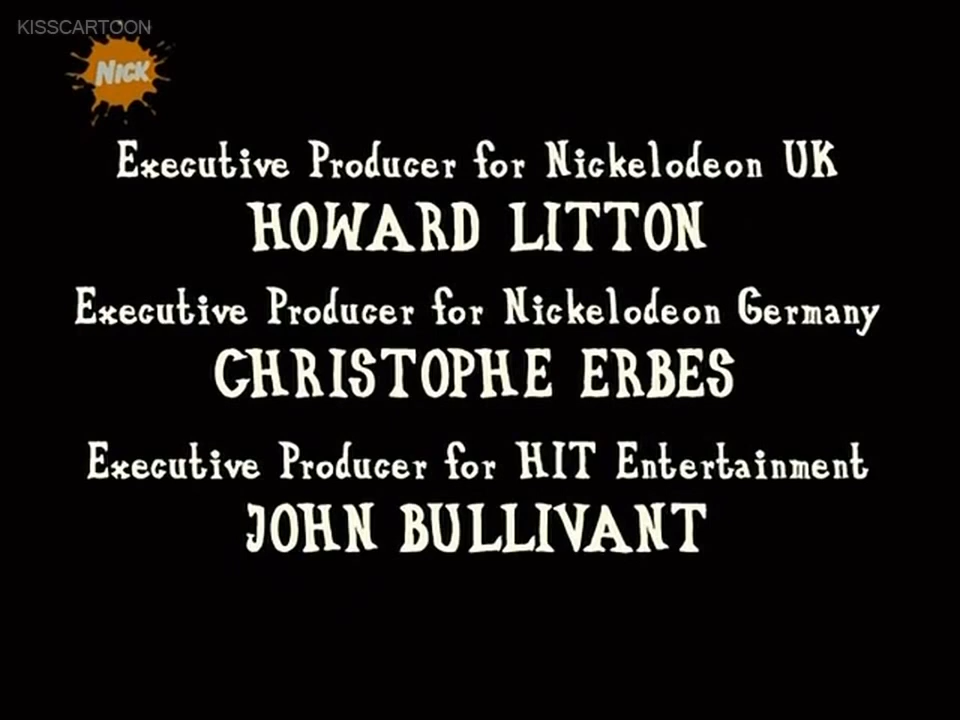 KISSCARTOON
NICK
Executive Producer for Nickelodeon UK
HOWARD LITTON
Executive Producer for Nickelodeon Germany
CHRISTOPHE ERBES
Executive Producer for HIT Entertainment
JOHN BULLIVANT